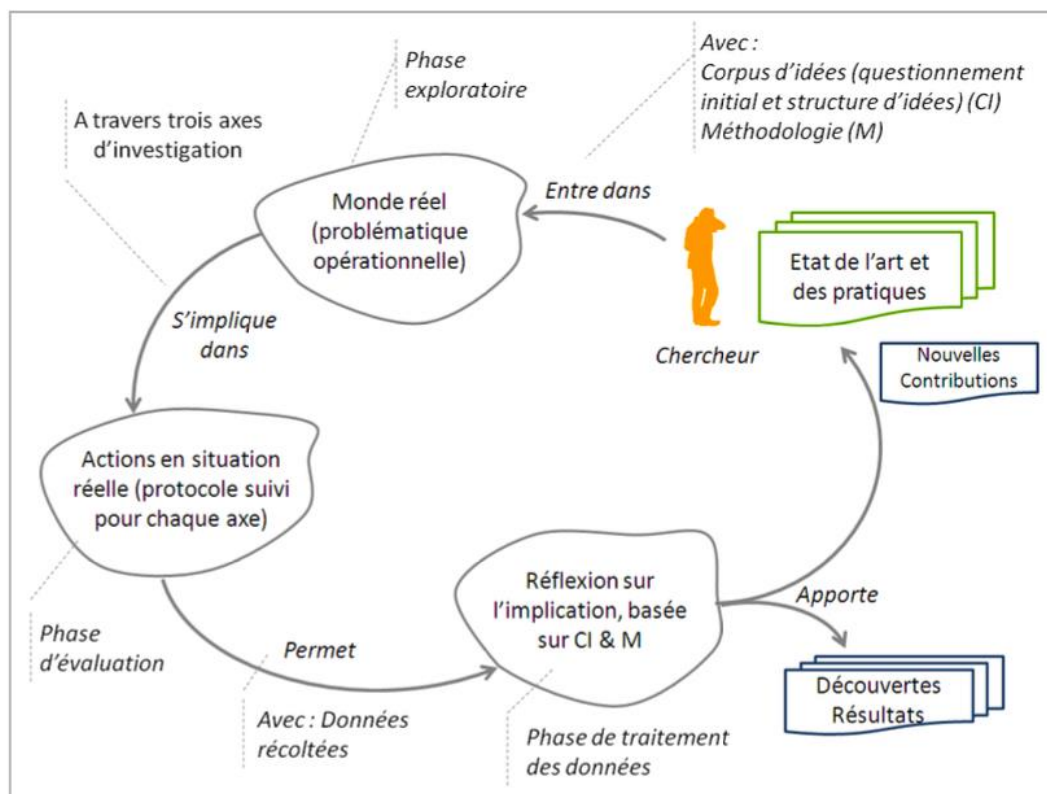 Avec :
Corpus d'idées (questionnement
initial et structure d'idées) (CI)
Méthodologie (M)
Phase
exploratoire
A travers trois axes
d'investigation
Entre dans
Monde réel
(problématique
opérationnelle)
Etat de l'art et
des pratiques
S'implique
dans
Chercheur
Nouvelles
Contributions
Actions en situation
réelle (protocole suivi
pour chaque axe)
Réflexion sur
l'implication, basée
sur CI & M
Apporte
Phase
d'évaluation
Permet
Découvertes
Résultats
Avec : Données
récoltées
Phase de traitement
des données